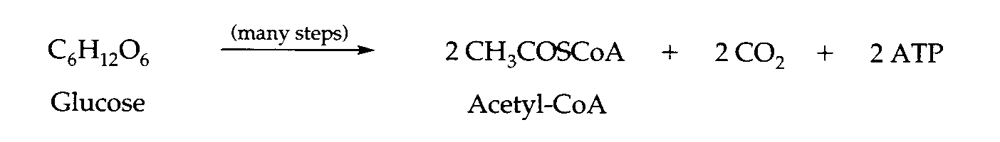 (many steps)
C₆H₁₂O₆ → 2 CH₃COSCoA + 2 CO₂ + 2 ATP
Glucose Acetyl-CoA